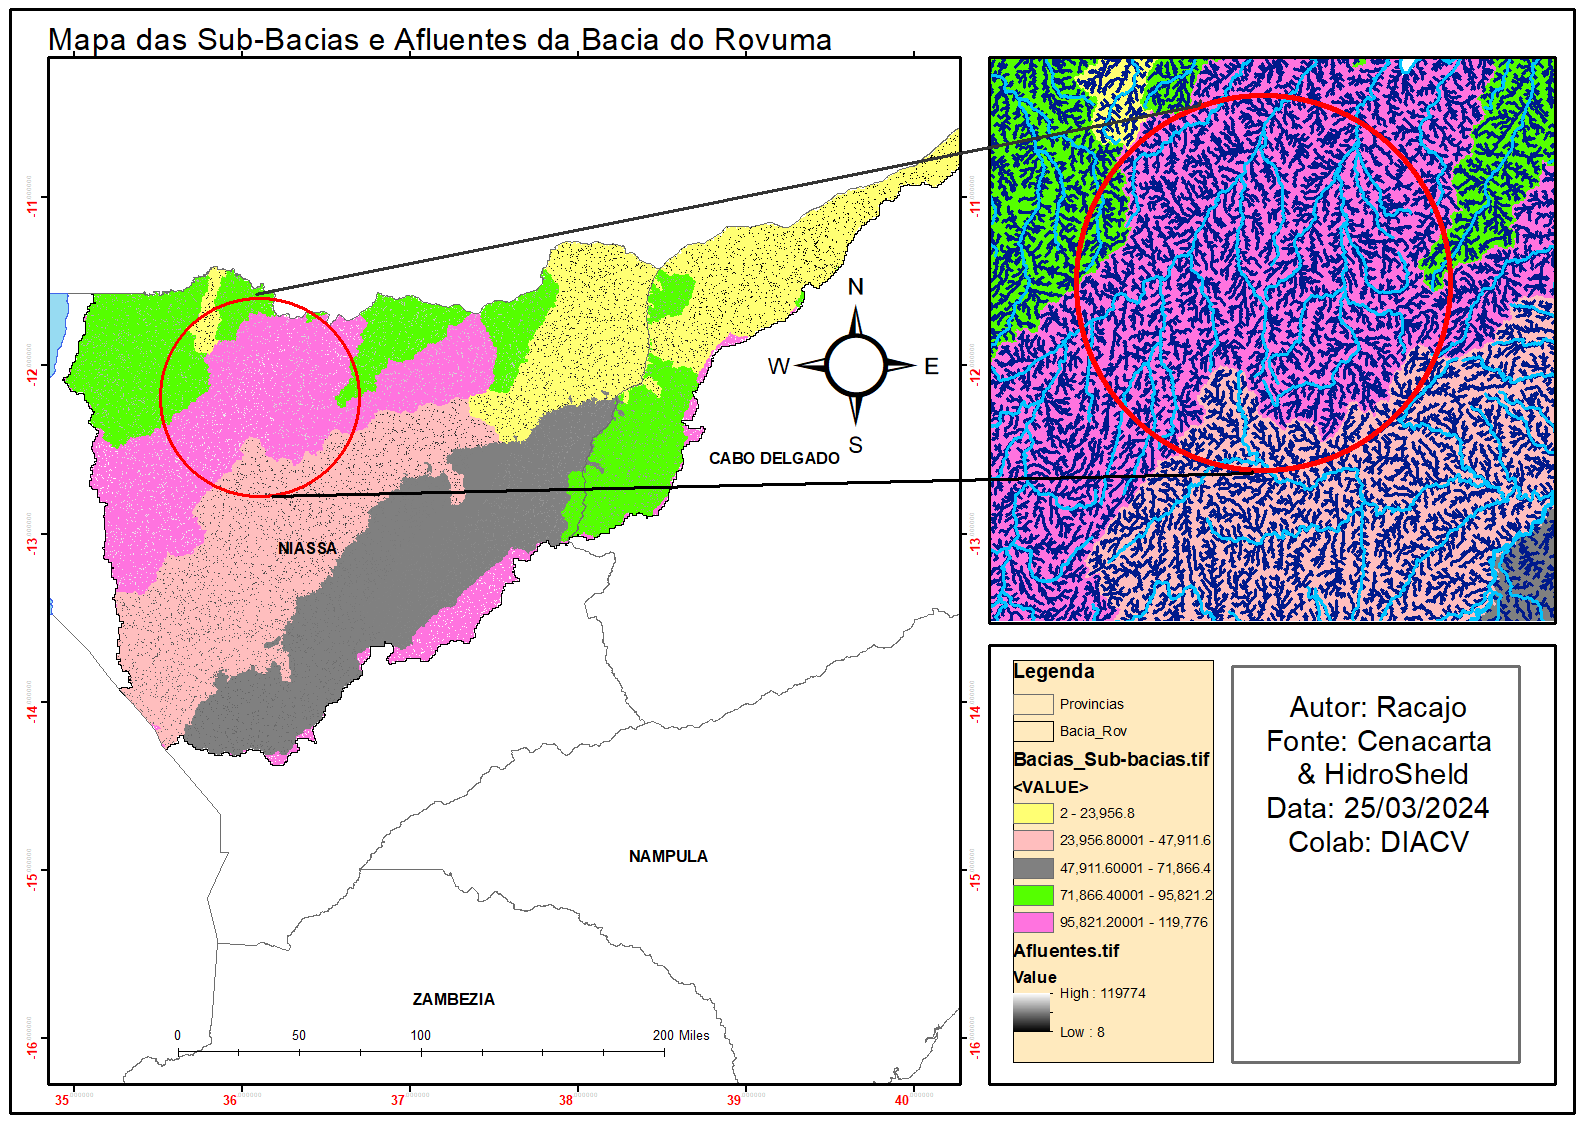 Mapa das Sub-Bacias e Afluentes da Bacia do Rovuma
-11
-12
-13
-14
-15
-16
35
36
37
38
39
40
N
W
E
S
CABO DELGADO
NIASSA
NAMPULA
ZAMBEZIA
0
50
100
200 Miles
-11
-12
-13
-14
-15
-16
Legenda
Provincias
Bacia_Rov
Bacias_Sub-bacias.tif
<VALUE>
2 - 23,956.8
23,956.80001 - 47,911.6
47,911.60001 - 71,866.4
71,866.40001 - 95,821.2
95,821.20001 - 119,776
Afluentes.tif
Value
High : 119774
Low : 8
Autor: Racajo
Fonte: Cenacarta
& HidroSheld
Data: 25/03/2024
Colab: DIACV